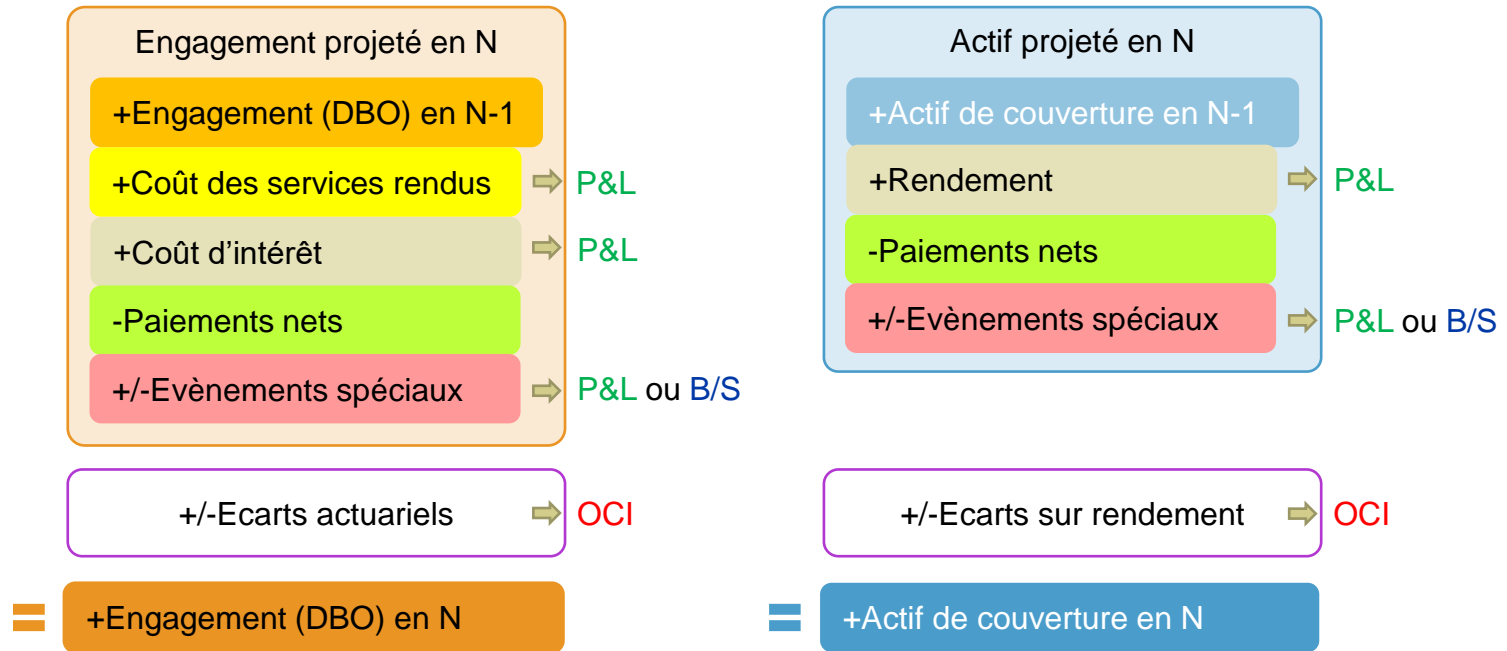 Engagement projeté en N
+Engagement (DBO) en N-1
+Coût des services rendus P&L
+Coût d'intérêt P&L
-Paiements nets
+/-Evènements spéciaux P&L ou B/S
+/-Ecarts actuariels OCI
= +Engagement (DBO) en N
Actif projeté en N
+Actif de couverture en N-1
+Rendement P&L
-Paiements nets
+/-Evènements spéciaux P&L ou B/S
+/-Ecarts sur rendement OCI
= +Actif de couverture en N